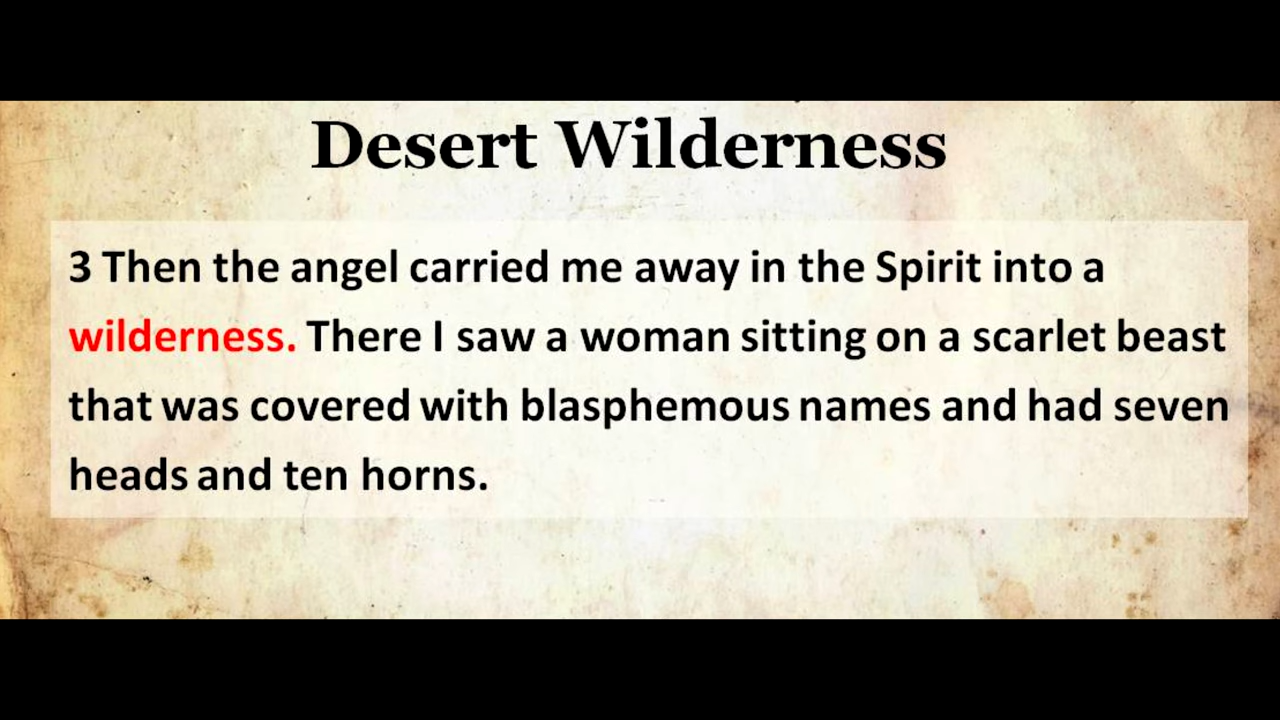 Desert Wilderness
3 Then the angel carried me away in the Spirit into a
wilderness. There I saw a woman sitting on a scarlet beast
that was covered with blasphemous names and had seven
heads and ten horns.